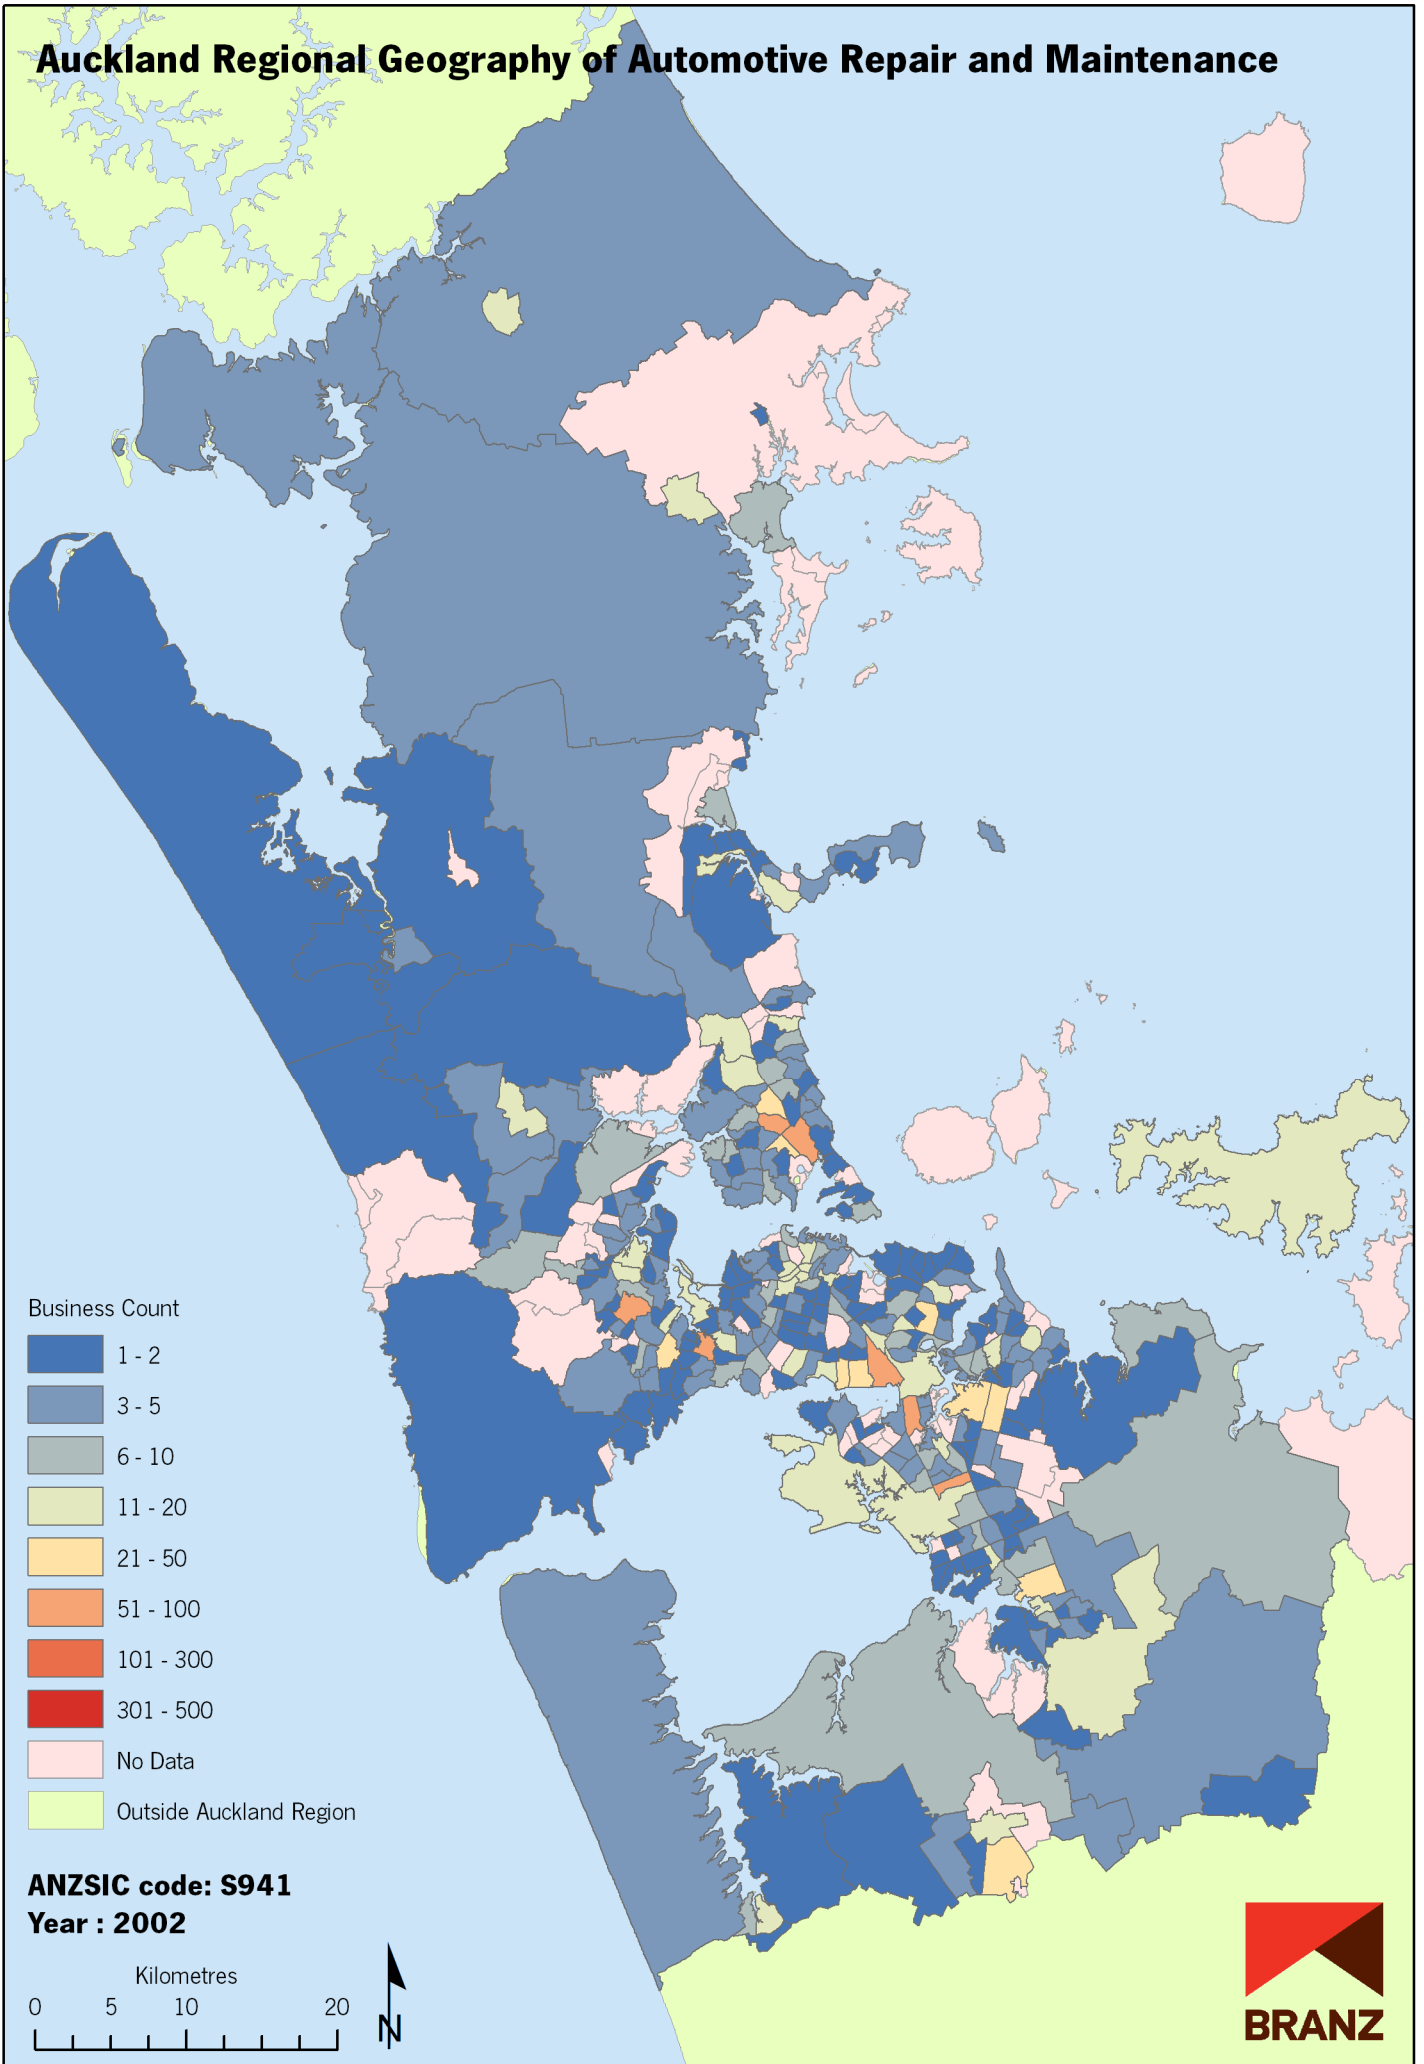 Auckland Regional Geography of Automotive Repair and Maintenance
Business Count
1 - 2
3 - 5
6 - 10
11 - 20
21 - 50
51 - 100
101 - 300
301 - 500
No Data
Outside Auckland Region
ANZSIC code: S941
Year : 2002
Kilometres
0 5 10 20
N
BRANZ